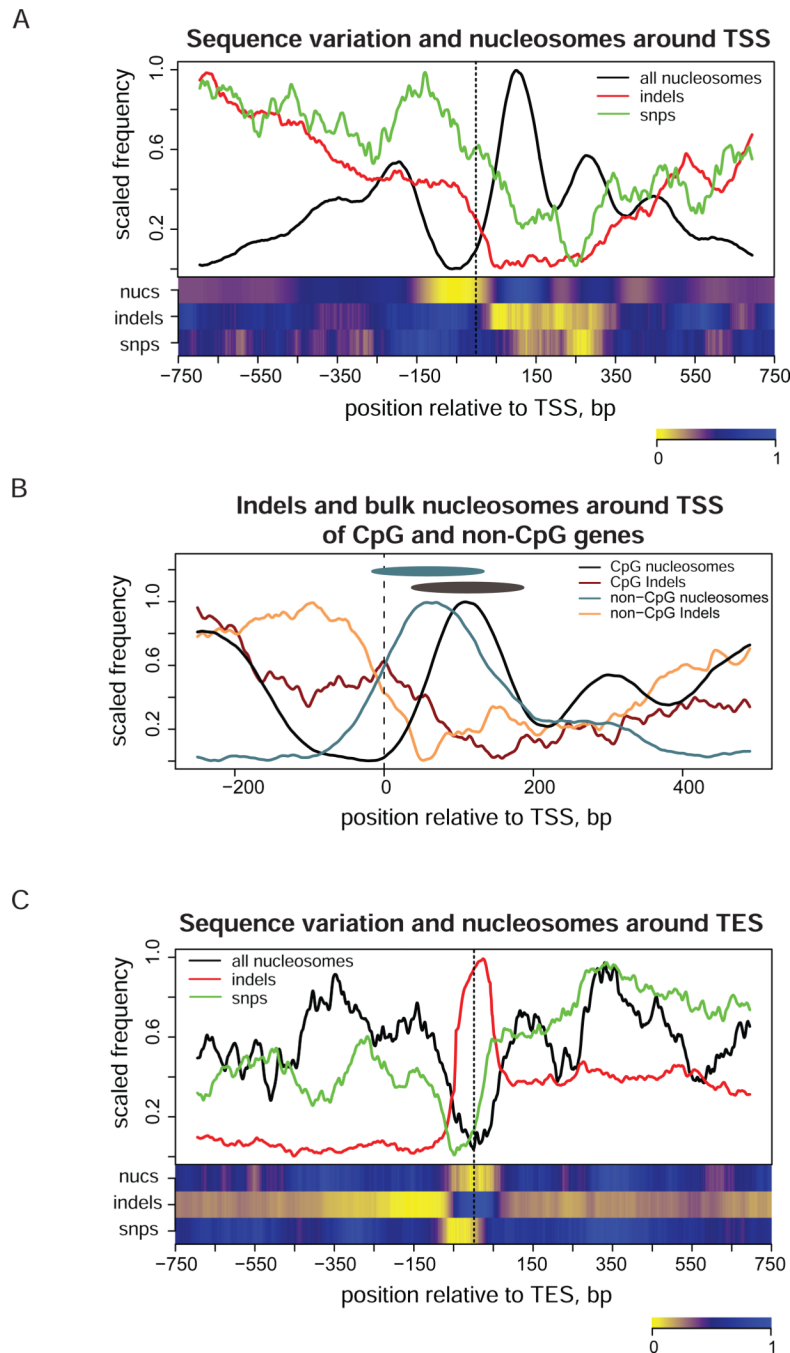 A
Sequence variation and nucleosomes around TSS
all nucleosomes
indels
snps
scaled frequency
1.0
0.6
0.2
nucs
indels
snps
−750 −550 −350 −150 150 350 550 750
position relative to TSS, bp
0 1
B
Indels and bulk nucleosomes around TSS
of CpG and non-CpG genes
CpG nucleosomes
CpG Indels
non-CpG nucleosomes
non-CpG Indels
scaled frequency
1.0
0.6
0.2
−200 0 200 400
position relative to TSS, bp
C
Sequence variation and nucleosomes around TES
all nucleosomes
indels
snps
scaled frequency
1.0
0.6
0.2
nucs
indels
snps
−750 −550 −350 −150 150 350 550 750
position relative to TES, bp
0 1